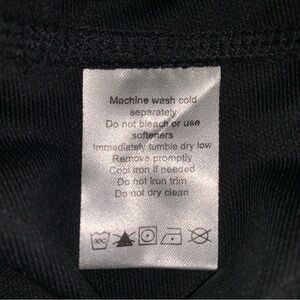 Machine wash cold
separately
Do not bleach or use
softeners
Immediately tumble dry low
Remove promptly
Cool iron if needed
Do not iron trim
Do not dry clean